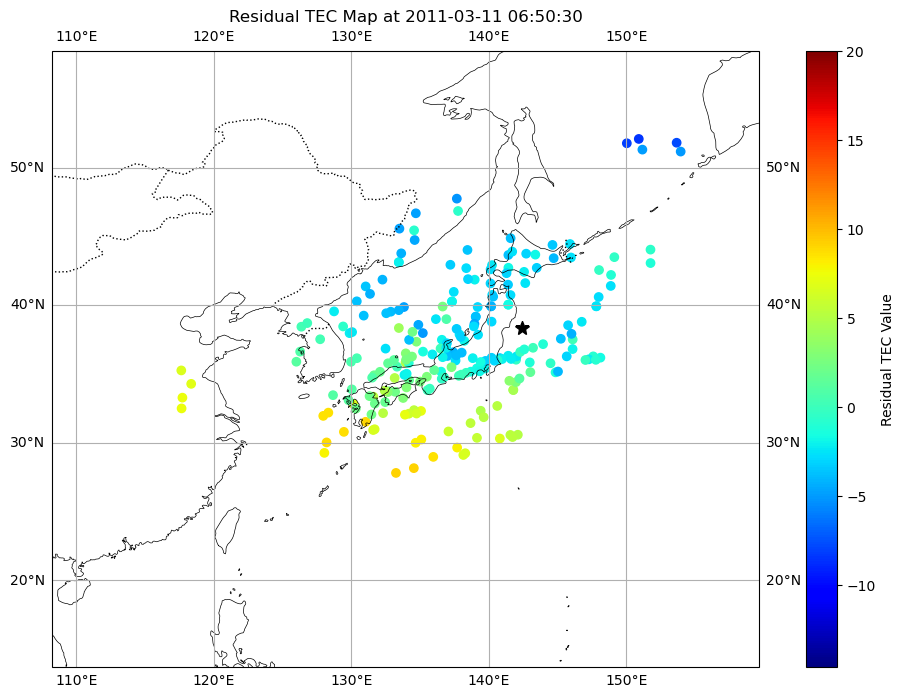 Residual TEC Map at 2011-03-11 06:50:30
110°E 120°E 130°E 140°E 150°E
20
15
50°N 50°N
10
40°N 40°N
5
0
30°N 30°N
−5
20°N 20°N
−10
110°E 120°E 130°E 140°E 150°E
Residual TEC Value